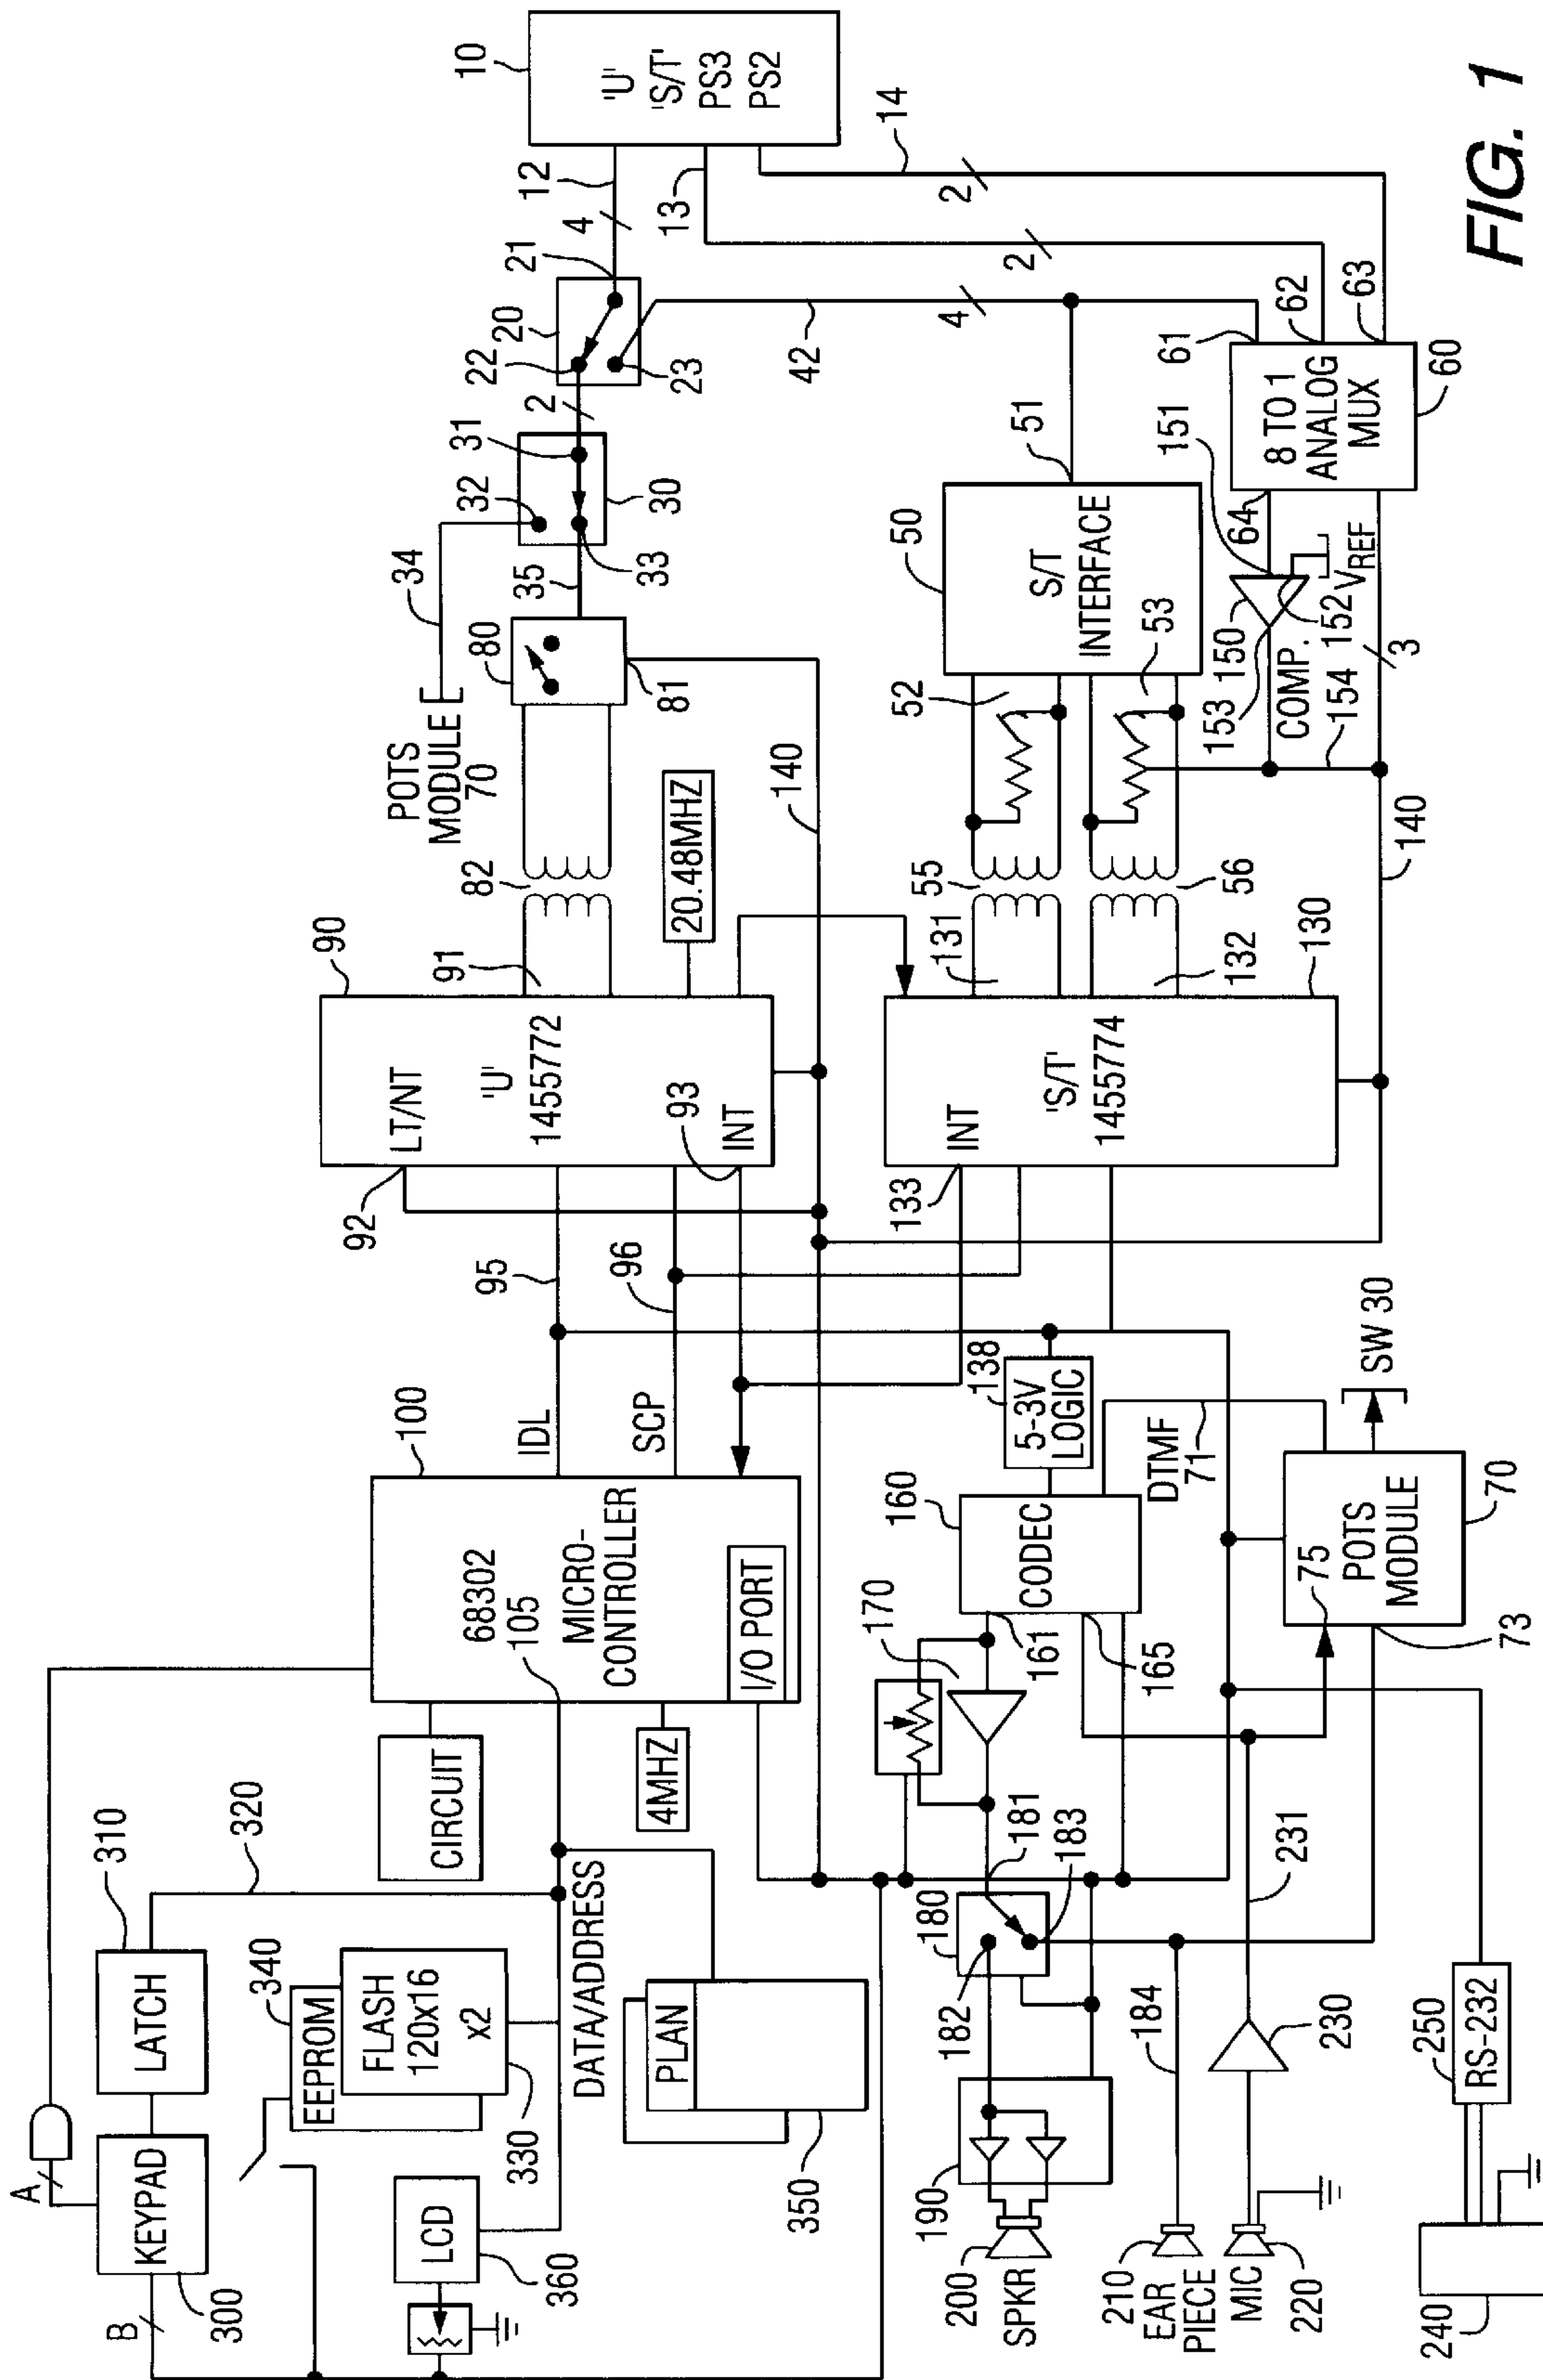 FIG. 1
10
'U'
'S/T'
PS3
PS2
12
4
13
2
14
2
21
20
22
23
42
4
2
31
32
30
33
34
35
POTS
MODULE
70
80
81
82
140
20.48MHZ
90
91
LT/NT
'U'
1455772
93
INT
92
95
96
50
S/T
INTERFACE
51
52
53
55
56
61
62
63
8 TO 1
ANALOG
MUX
60
64
151
150
152
VREF
153
COMP.
154
3
140
130
131
132
'S/T'
1455774
INT
133
100
IDL
SCP
68302
105
MICRO-
CONTROLLER
I/O PORT
CIRCUIT
4MHZ
A
B
KEYPAD
300
LATCH
310
320
340
EEPROM
FLASH
120x16
x2
330
DATA/ADDRESS
PLAN
350
LCD
360
138
5-3V
LOGIC
160
CODEC
161
165
170
DTMF
71
SW 30
75
POTS
MODULE
70
73
180
181
182
183
184
190
200
SPKR
210
EAR
PIECE
MIC
220
230
231
250
RS-232
240